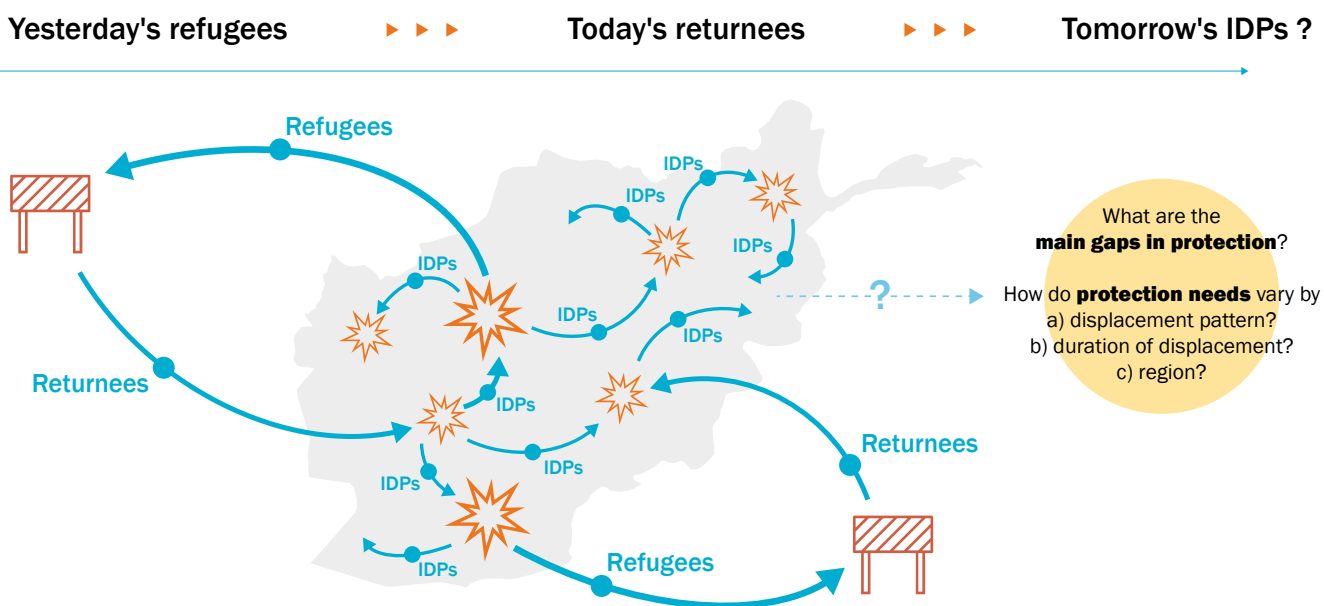 Yesterday's refugees
Today's returnees
Tomorrow's IDPs ?
Refugees
IDPs
IDPs
IDPs
IDPs
?
What are the
main gaps in protection?
How do protection needs vary by
a) displacement pattern?
b) duration of displacement?
c) region?
IDPs
IDPs
IDPs
Returnees
IDPs
Returnees
IDPs
IDPs
Refugees
IDPs